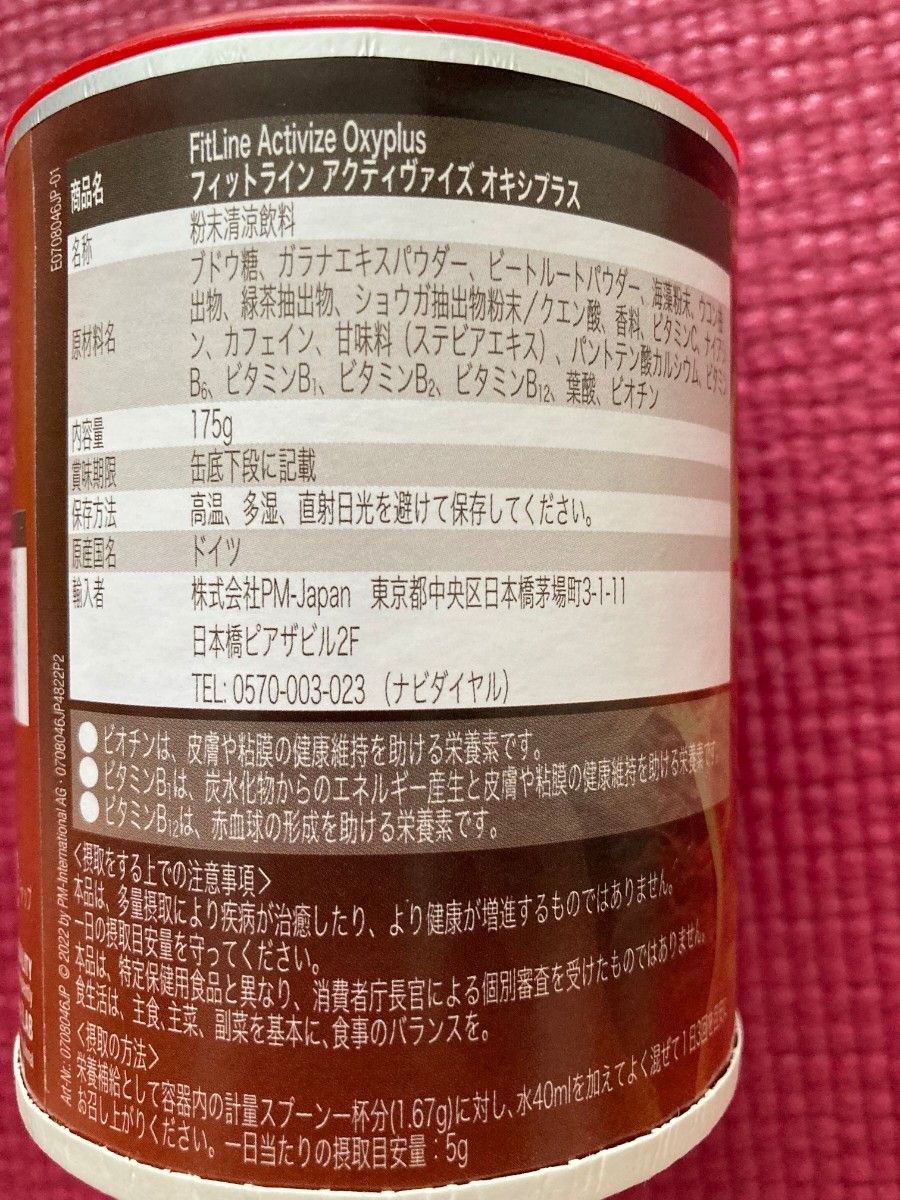 商品名
FitLine Activize Oxyplus
フィットライン アクティヴァイズ オキシプラス
名称
粉末清涼飲料
原材料名
ブドウ糖、ガラナエキスパウダー、ビートルートパウダー、海藻粉末、ウコン抽
出物、緑茶抽出物、ショウガ抽出物粉末/クエン酸、香料、ビタミンC、ナイアシ
ン、カフェイン、甘味料(ステビアエキス)、パントテン酸カルシウム、ビタミン
B₆、ビタミンB₁、ビタミンB₂、ビタミンB₁₂、葉酸、ビオチン
内容量
175g
賞味期限
缶底下段に記載
保存方法
高温、多湿、直射日光を避けて保存してください。
原産国名
ドイツ
輸入者
株式会社PM-Japan 東京都中央区日本橋茅場町3-1-11
日本橋ピアザビル2F
TEL: 0570-003-023 (ナビダイヤル)
ビオチンは、皮膚や粘膜の健康維持を助ける栄養素です。
ビタミンB₁は、炭水化物からのエネルギー産生と皮膚や粘膜の健康維持を助ける栄養素です。
ビタミンB₁₂は、赤血球の形成を助ける栄養素です。
<摂取をする上での注意事項>
本品は、多量摂取により疾病が治癒したり、より健康が増進するものではありません。
一日の摂取目安量を守ってください。
本品は、特定保健用食品と異なり、消費者庁長官による個別審査を受けたものではありません。
食生活は、主食、主菜、副菜を基本に、食事のバランスを。
<摂取の方法>
栄養補給として容器内の計量スプーン一杯分(1.67g)に対し、水40mlを加えてよく混ぜて1日3回
お召し上がりください。一日当たりの摂取目安量:5g
E0708046JP-01
Art-Nr.: 0708046JP © 2022 by PM-International AG · 0708046JP4822P2